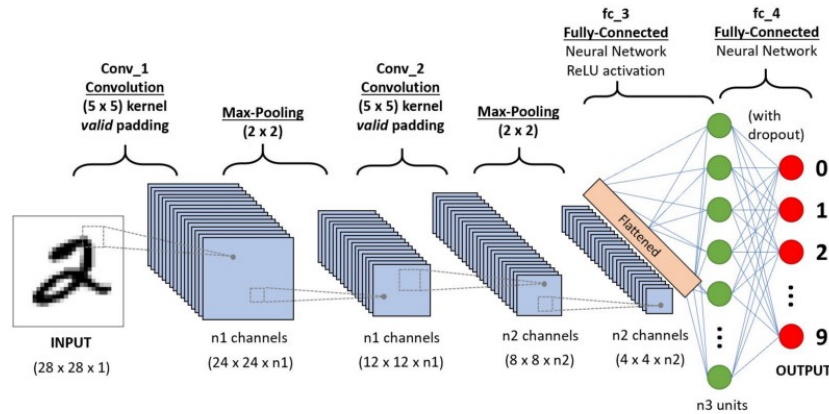 Conv_1
Convolution
(5 x 5) kernel
valid padding
Max-Pooling
(2 x 2)
Conv_2
Convolution
(5 x 5) kernel
valid padding
Max-Pooling
(2 x 2)
fc_3
Fully-Connected
Neural Network
ReLU activation
fc_4
Fully-Connected
Neural Network
(with
dropout)
2
INPUT
(28 x 28 x 1)
n1 channels
(24 x 24 x n1)
n1 channels
(12 x 12 x n1)
n2 channels
(8 x 8 x n2)
n2 channels
(4 x 4 x n2)
Flattened
n3 units
0
1
2
9
OUTPUT